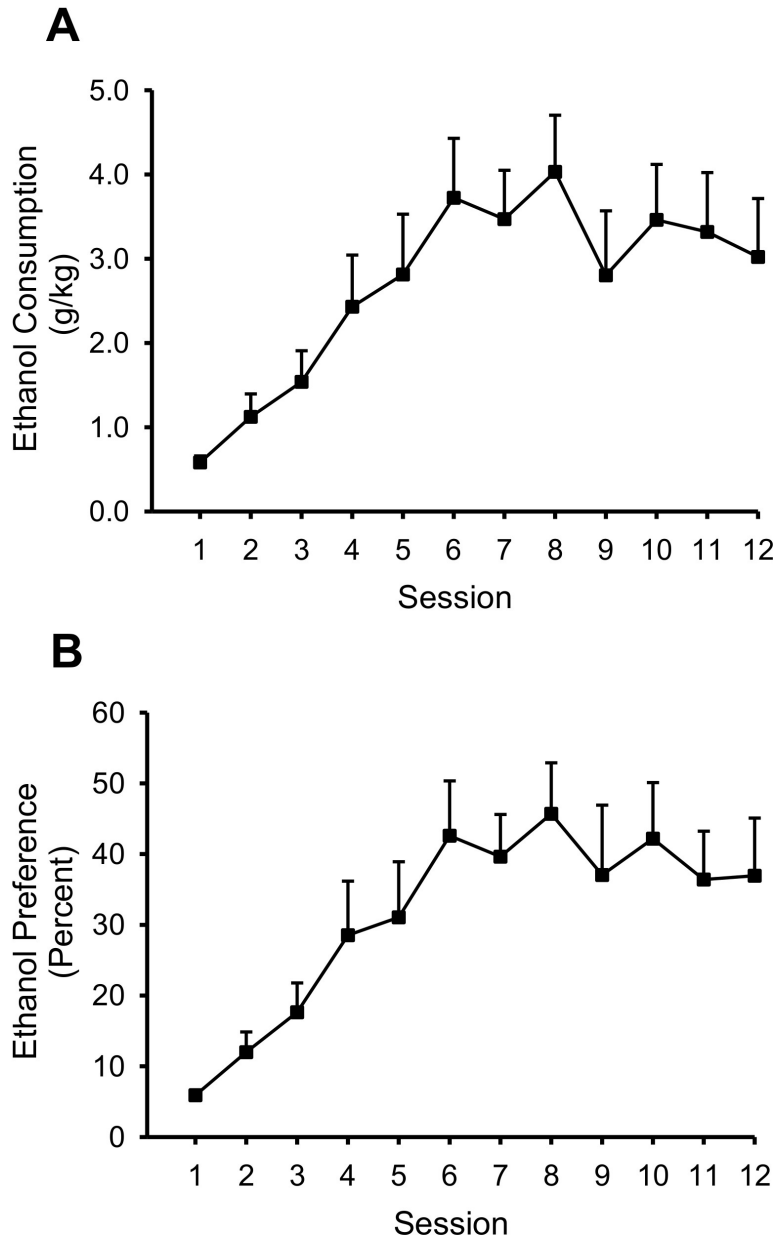 A
Ethanol Consumption
(g/kg)
5.0
4.0
3.0
2.0
1.0
0.0
1 2 3 4 5 6 7 8 9 10 11 12
Session
B
Ethanol Preference
(Percent)
60
50
40
30
20
10
0
1 2 3 4 5 6 7 8 9 10 11 12
Session